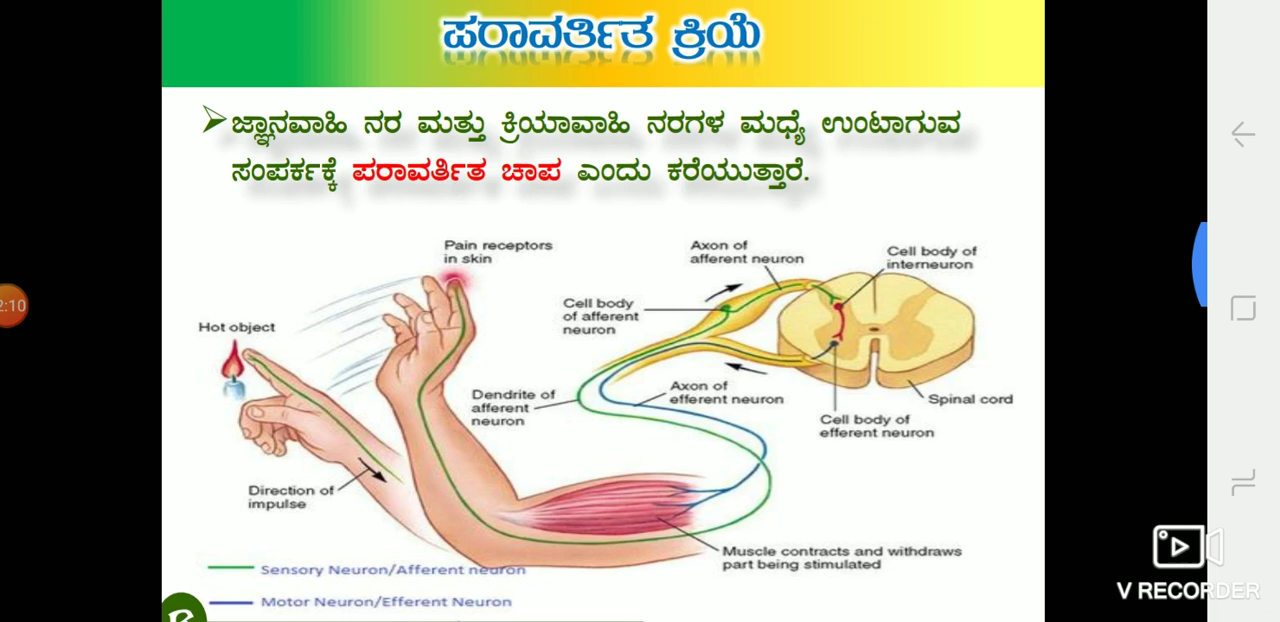 ಪರಾವರ್ತಿತ ಕ್ರಿಯೆ
ಜ್ಞಾನವಾಹಿ ನರ ಮತ್ತು ಕ್ರಿಯಾವಾಹಿ ನರಗಳ ಮಧ್ಯೆ ಉಂಟಾಗುವ
ಸಂಪರ್ಕಕ್ಕೆ ಪರಾವರ್ತಿತ ಚಾಪ ಎಂದು ಕರೆಯುತ್ತಾರೆ.
Pain receptors
in skin
Axon of
afferent neuron
Cell body of
interneuron
Cell body
of afferent
neuron
Hot object
2:10
Dendrite of
afferent
neuron
Axon of
efferent neuron
Spinal cord
Cell body of
efferent neuron
Direction of
impulse
Muscle contracts and withdraws
part being stimulated
Sensory Neuron/Afferent neuron
Motor Neuron/Efferent Neuron
V RECORDER